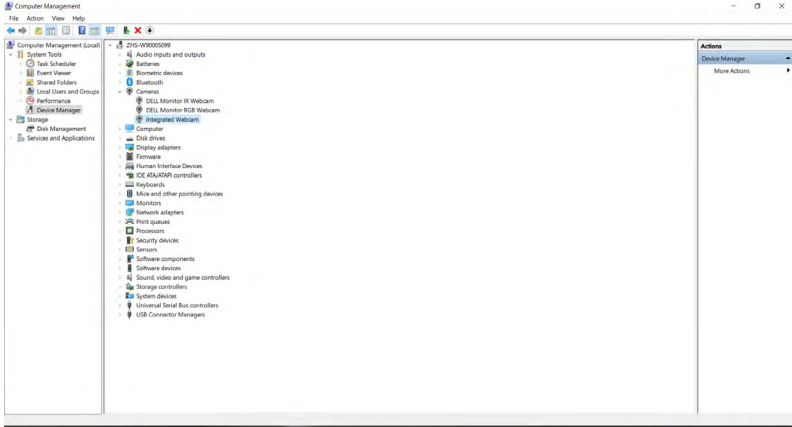 Computer Management
File Action View Help
Computer Management (Local)
System Tools
Task Scheduler
Event Viewer
Shared Folders
Local Users and Groups
Performance
Device Manager
Storage
Disk Management
Services and Applications
ZHS-W90005099
Audio inputs and outputs
Batteries
Biometric devices
Bluetooth
Cameras
DELL Monitor IR Webcam
DELL Monitor RGB Webcam
Integrated Webcam
Computer
Disk drives
Display adapters
Firmware
Human Interface Devices
IDE ATA/ATAPI controllers
Keyboards
Mice and other pointing devices
Monitors
Network adapters
Print queues
Processors
Security devices
Sensors
Software components
Software devices
Sound, video and game controllers
Storage controllers
System devices
Universal Serial Bus controllers
USB Connector Managers
Actions
Device Manager
More Actions